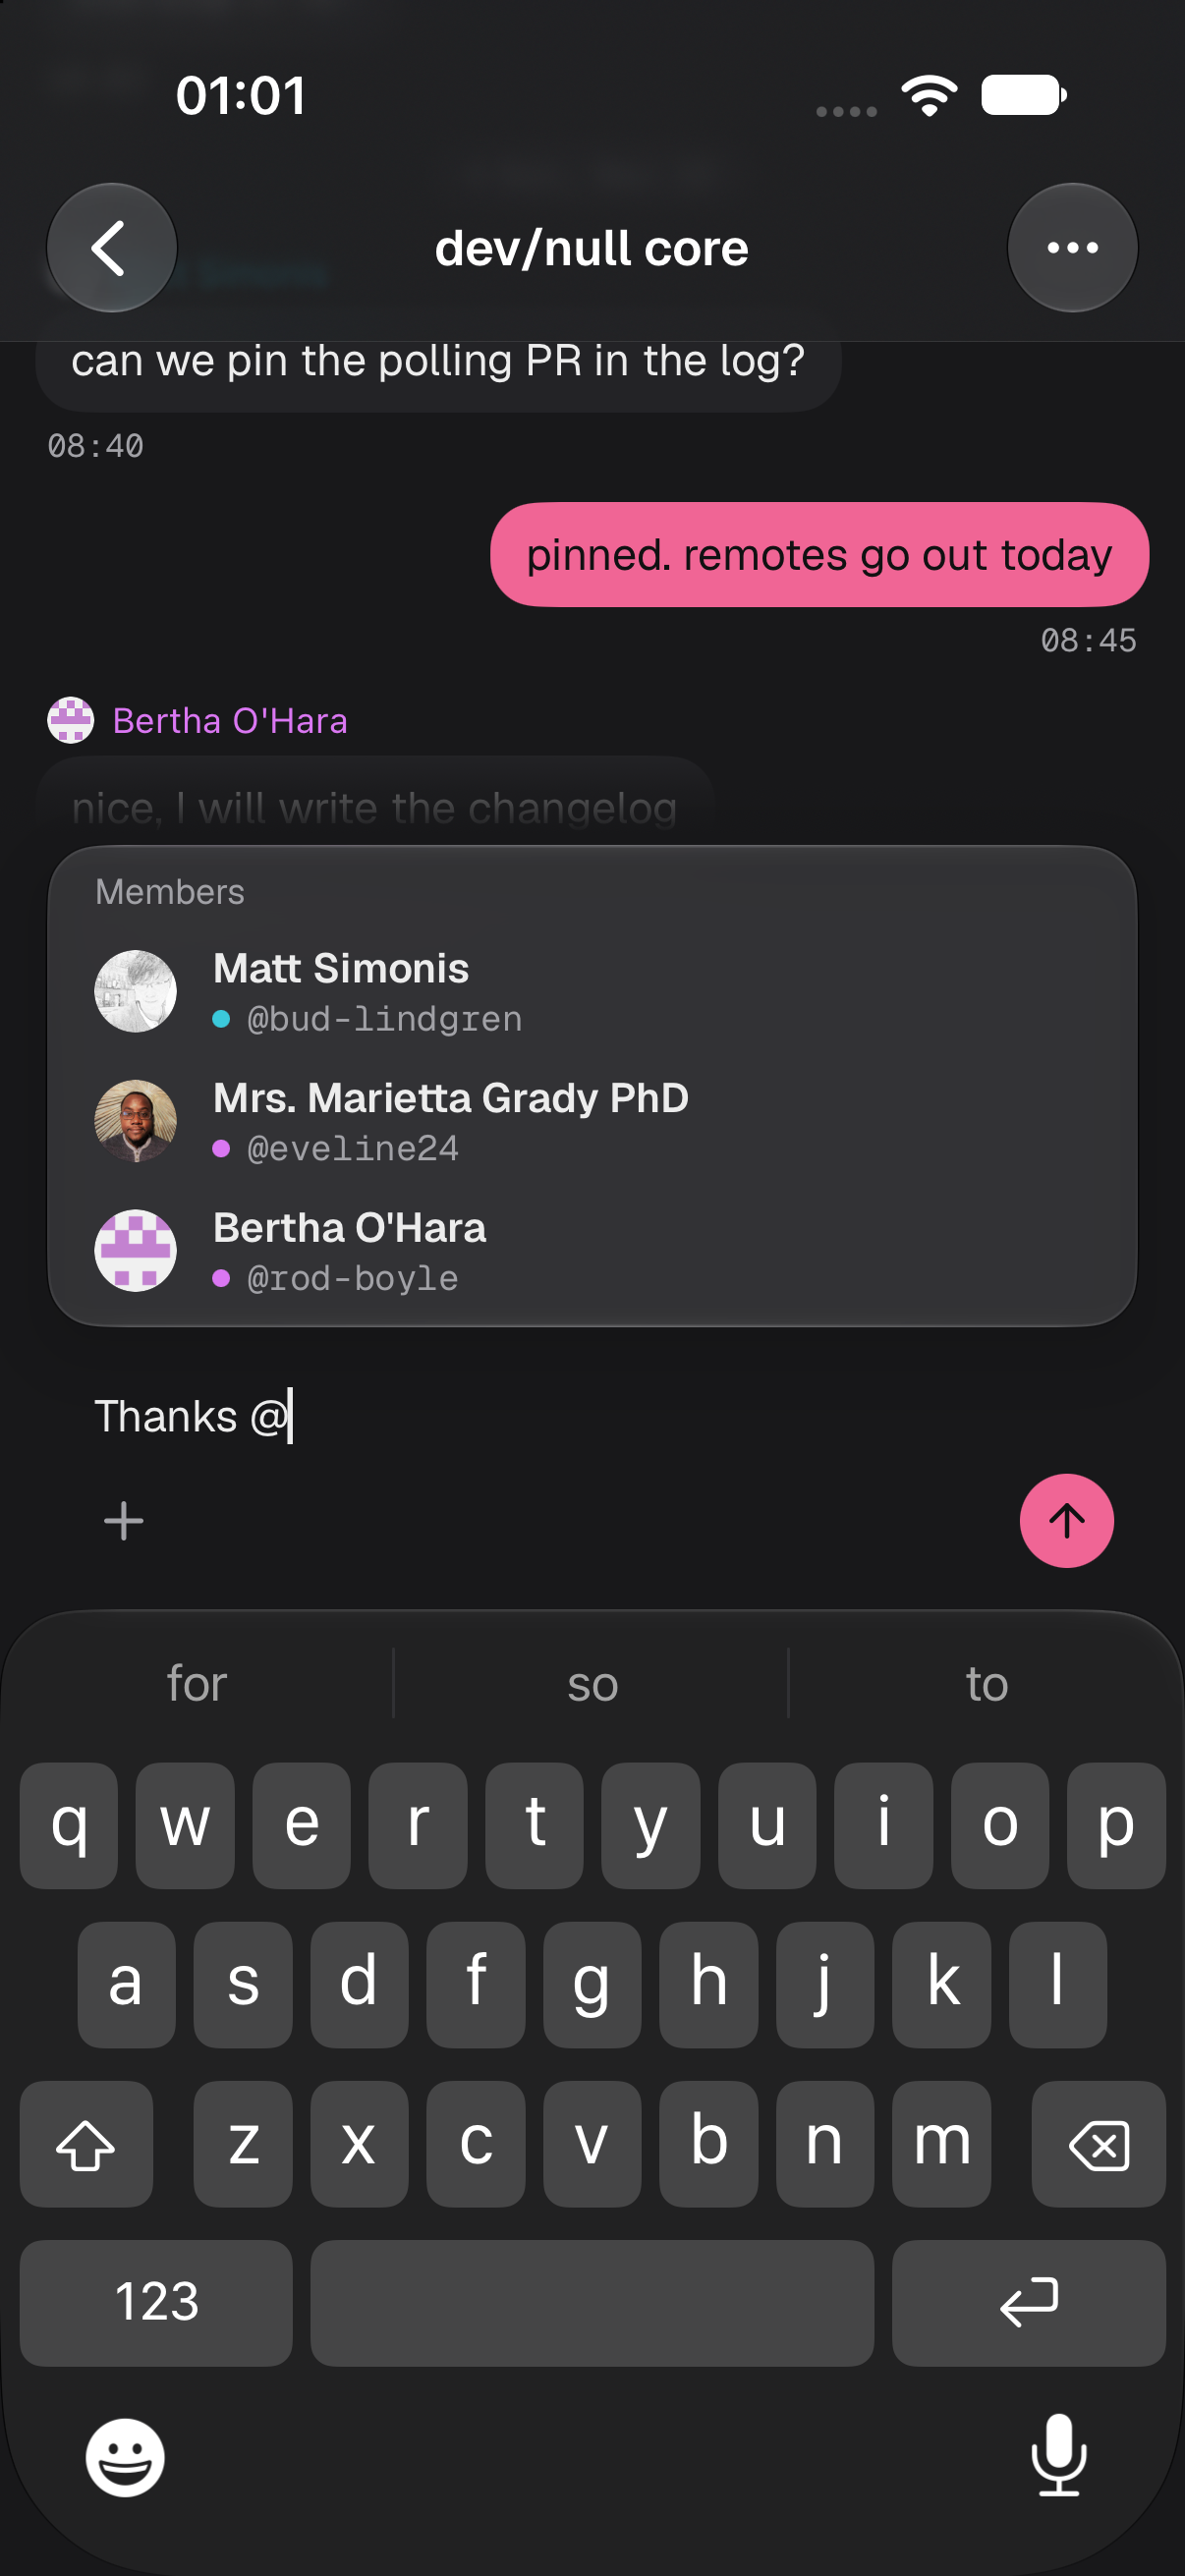 01:01
dev/null core
can we pin the polling PR in the log?
08:40
pinned. remotes go out today
08:45
Bertha O'Hara
nice, I will write the changelog
Members
Matt Simonis
@bud-lindgren
Mrs. Marietta Grady PhD
@eveline24
Bertha O'Hara
@rod-boyle
Thanks @
for so to
q w e r t y u i o p
a s d f g h j k l
z x c v b n m
123